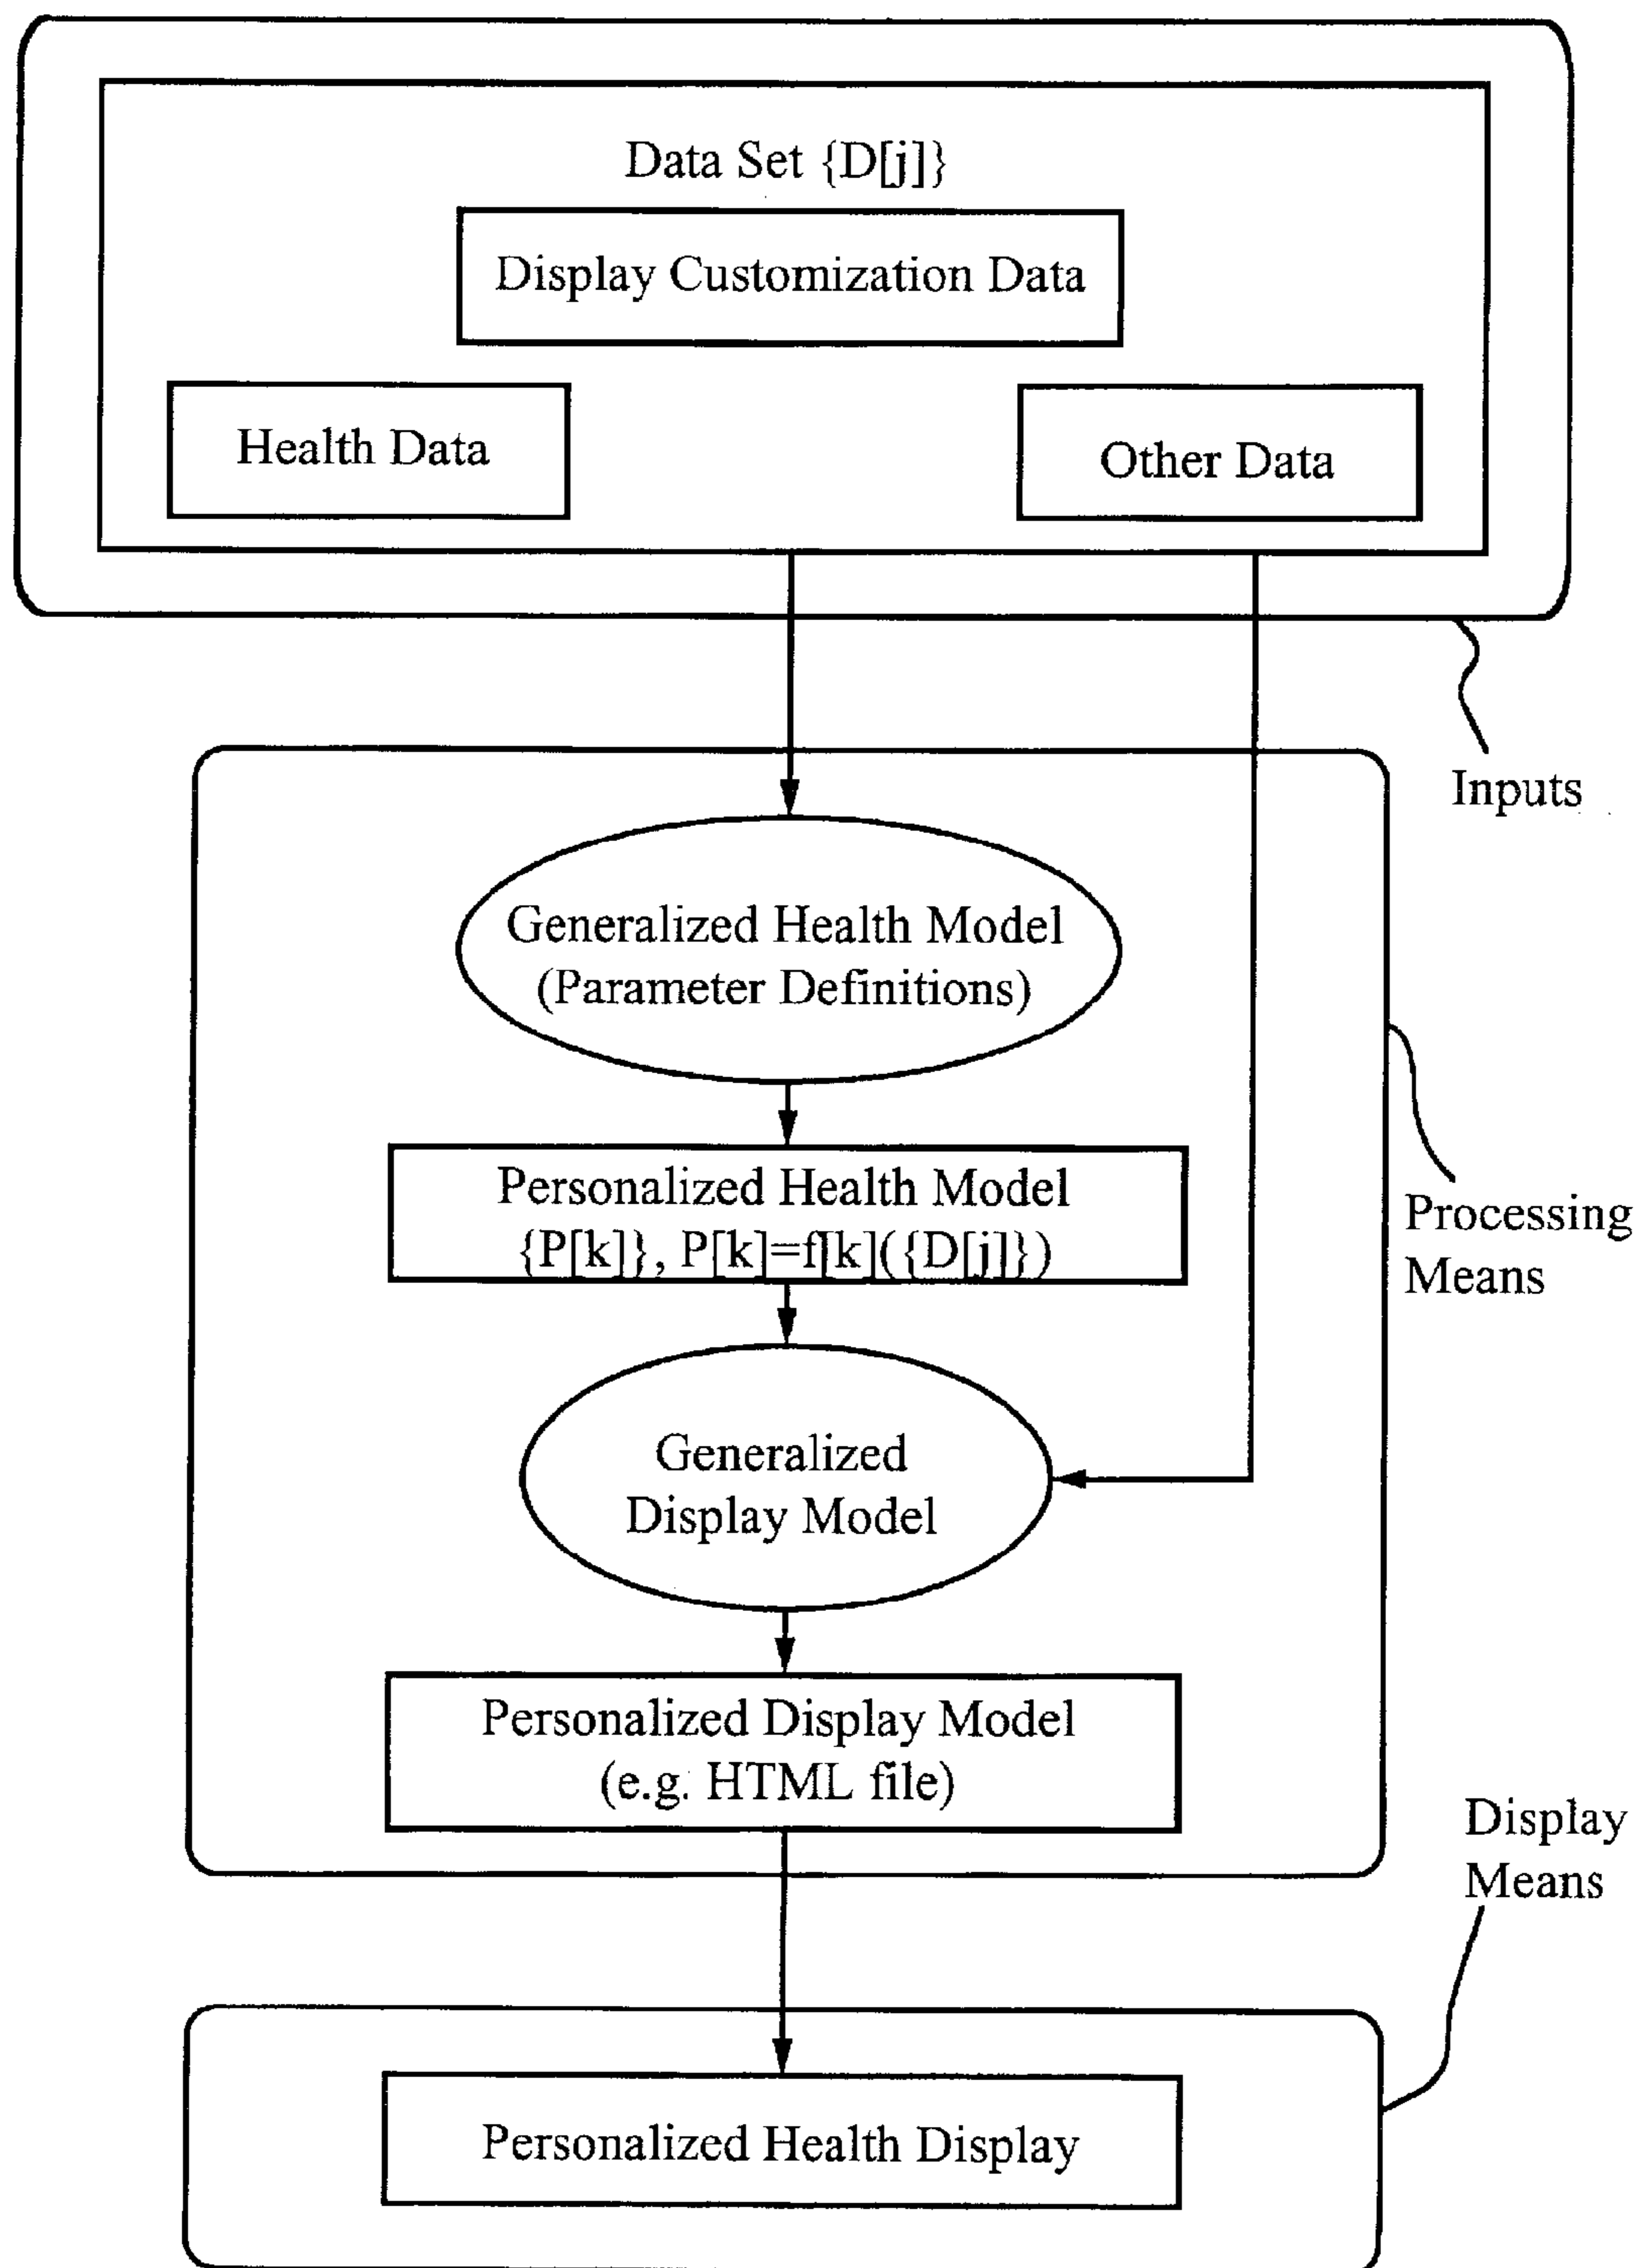 Data Set {D[j]}
Display Customization Data
Health Data
Other Data
Inputs
Generalized Health Model
(Parameter Definitions)
Personalized Health Model
{P[k]}, P[k]=f[k]({D[j]})
Processing
Means
Generalized
Display Model
Personalized Display Model
(e.g. HTML file)
Display
Means
Personalized Health Display